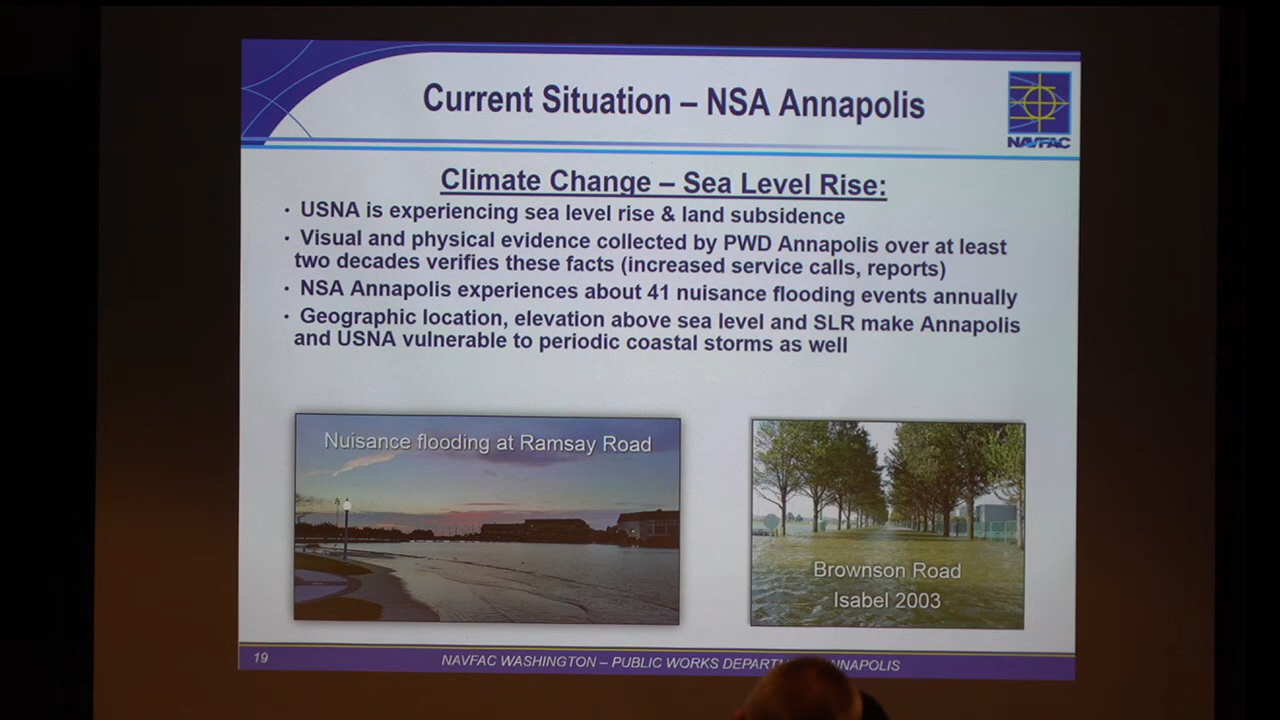 Current Situation – NSA Annapolis
NAVFAC
Climate Change – Sea Level Rise:
· USNA is experiencing sea level rise & land subsidence
· Visual and physical evidence collected by PWD Annapolis over at least
two decades verifies these facts (increased service calls, reports)
· NSA Annapolis experiences about 41 nuisance flooding events annually
· Geographic location, elevation above sea level and SLR make Annapolis
and USNA vulnerable to periodic coastal storms as well
Nuisance flooding at Ramsay Road
Brownson Road
Isabel 2003
19
NAVFAC WASHINGTON – PUBLIC WORKS ANNAPOLIS